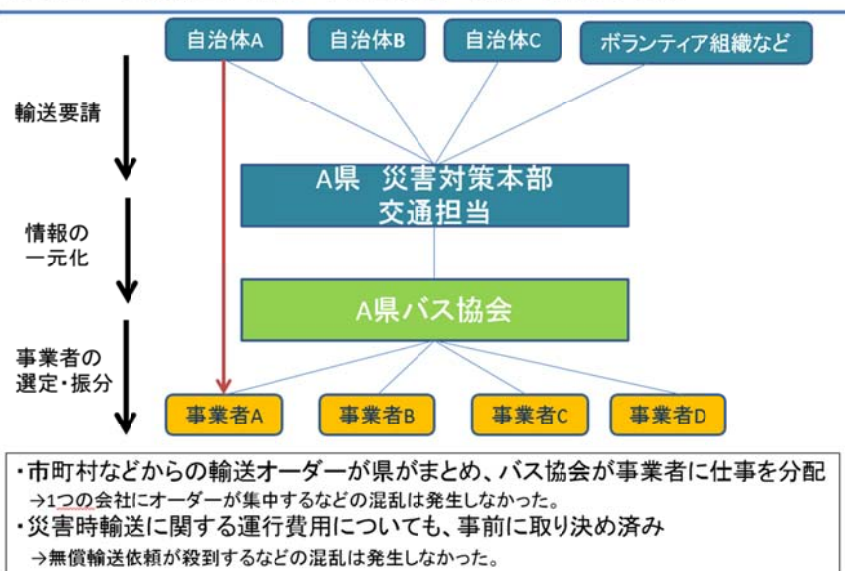 自治体A
自治体B
自治体C
ボランティア組織など
輸送要請
A県 災害対策本部
交通担当
情報の
一元化
A県バス協会
事業者の
選定・振分
事業者A
事業者B
事業者C
事業者D
・市町村などからの輸送オーダーが県がまとめ、バス協会が事業者に仕事を分配
→1つの会社にオーダーが集中するなどの混乱は発生しなかった。
・災害時輸送に関する運行費用についても、事前に取り決め済み
→無償輸送依頼が殺到するなどの混乱は発生しなかった。